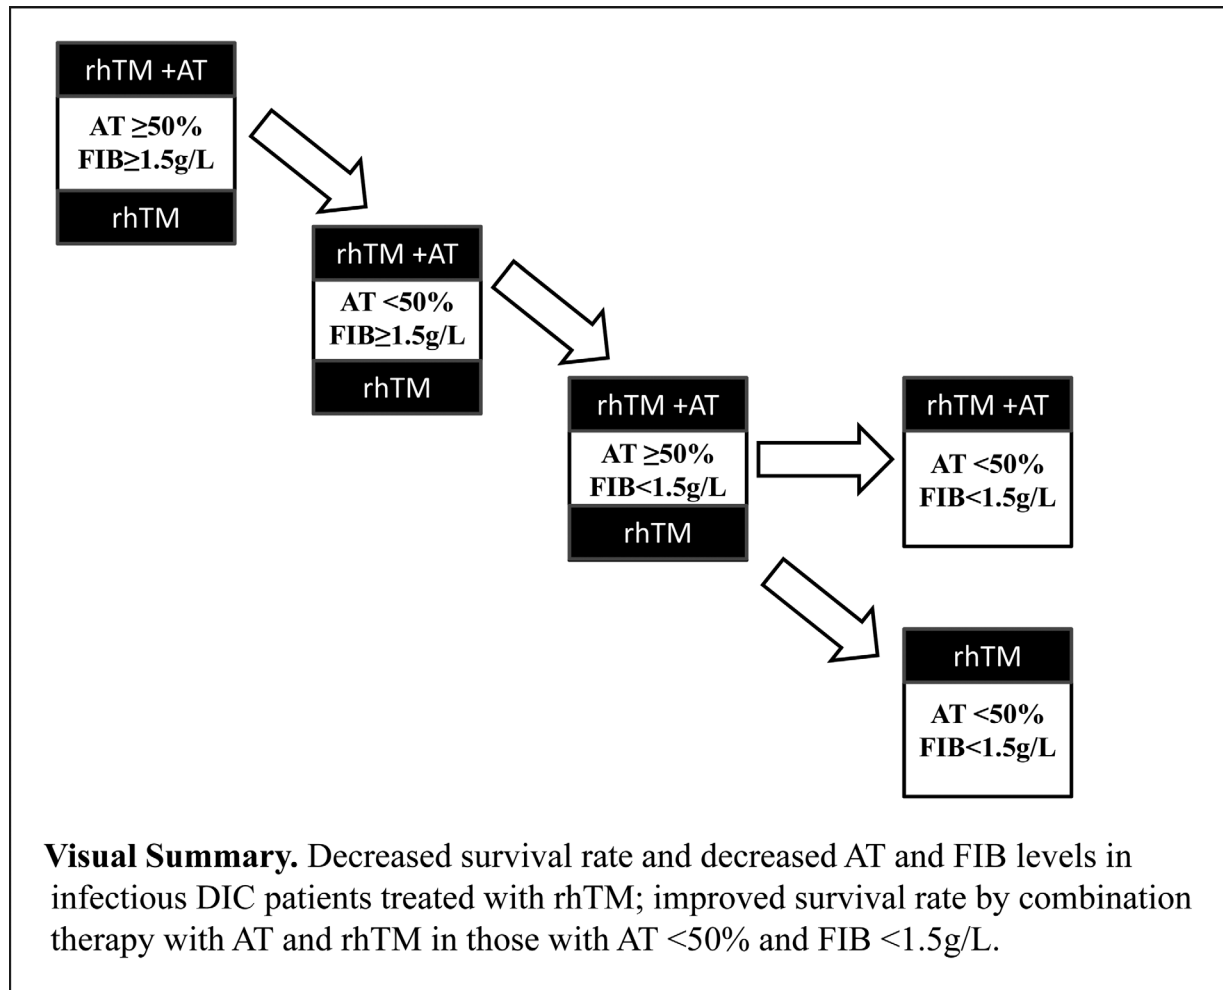 rhTM +AT
AT ≥50%
FIB≥1.5g/L
rhTM
rhTM +AT
AT <50%
FIB≥1.5g/L
rhTM
rhTM +AT
AT ≥50%
FIB<1.5g/L
rhTM
rhTM +AT
AT <50%
FIB<1.5g/L
rhTM
AT <50%
FIB<1.5g/L
Visual Summary. Decreased survival rate and decreased AT and FIB levels in
infectious DIC patients treated with rhTM; improved survival rate by combination
therapy with AT and rhTM in those with AT <50% and FIB <1.5g/L.